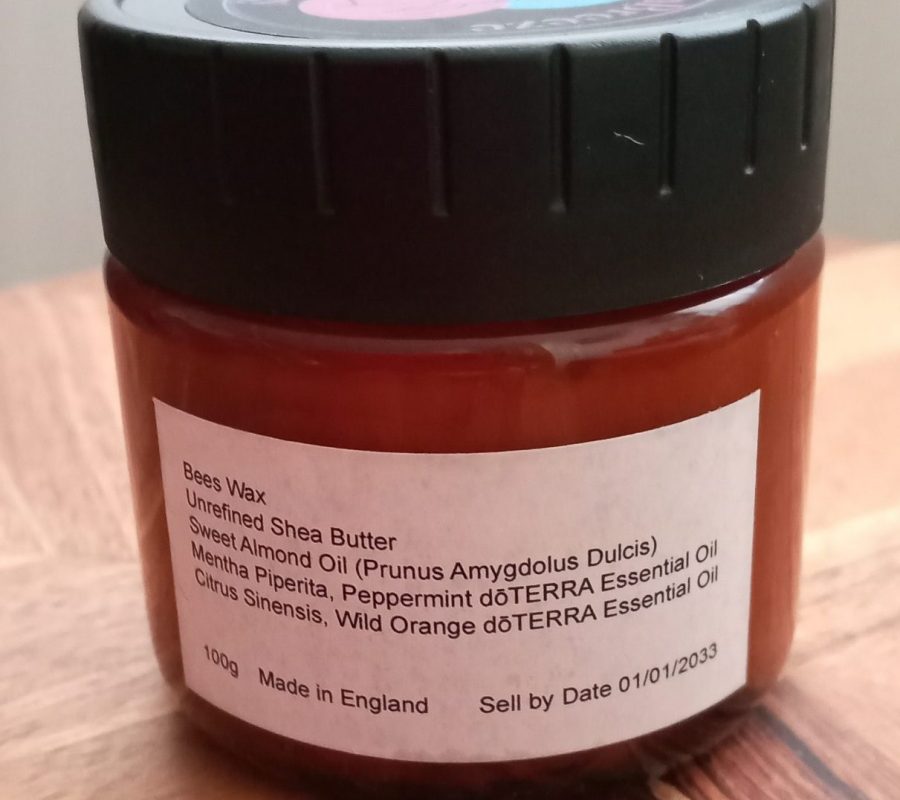 Breeze
Bees Wax
Unrefined Shea Butter
Sweet Almond Oil (Prunus Amygdolus Dulcis)
Mentha Piperita, Peppermint dōTERRA Essential Oil
Citrus Sinensis, Wild Orange dōTERRA Essential Oil
100g Made in England Sell by Date 01/01/2033